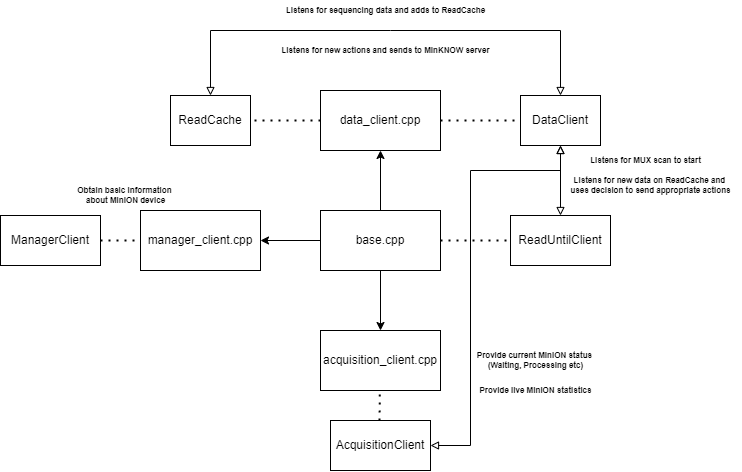 Listens for sequencing data and adds to ReadCache
Listens for new actions and sends to MinKNOW server
ReadCache
data_client.cpp
DataClient
Listens for MUX scan to start
Listens for new data on ReadCache and
uses decision to send appropriate actions
Obtain basic information
about MinION device
ManagerClient
manager_client.cpp
base.cpp
ReadUntilClient
acquisition_client.cpp
Provide current MinION status
(Waiting, Processing etc)
Provide live MinION statistics
AcquisitionClient